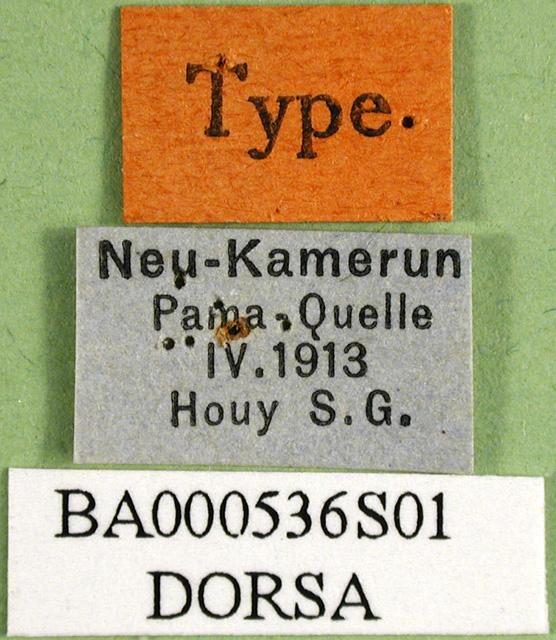 Type.
Neu-Kamerun
Pama-Quelle
IV.1913
Houy S.G.
BA000536S01
DORSA